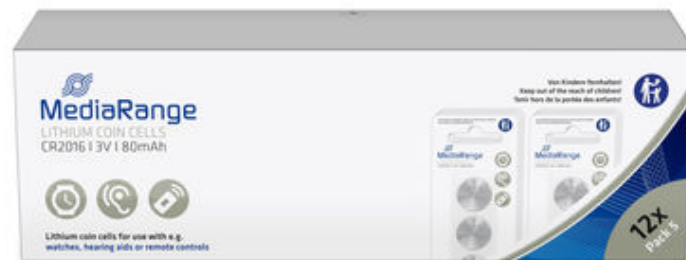 MediaRange
LITHIUM COIN CELLS
CR2016 | 3V | 80mAh
Lithium coin cells for use with e.g.
watches, hearing aids or remote controls
Von Kindern fernhalten!
Keep out of the reach of children!
Tenir hors de la portée des enfants!
MediaRange
MediaRange
12x
Pack 5